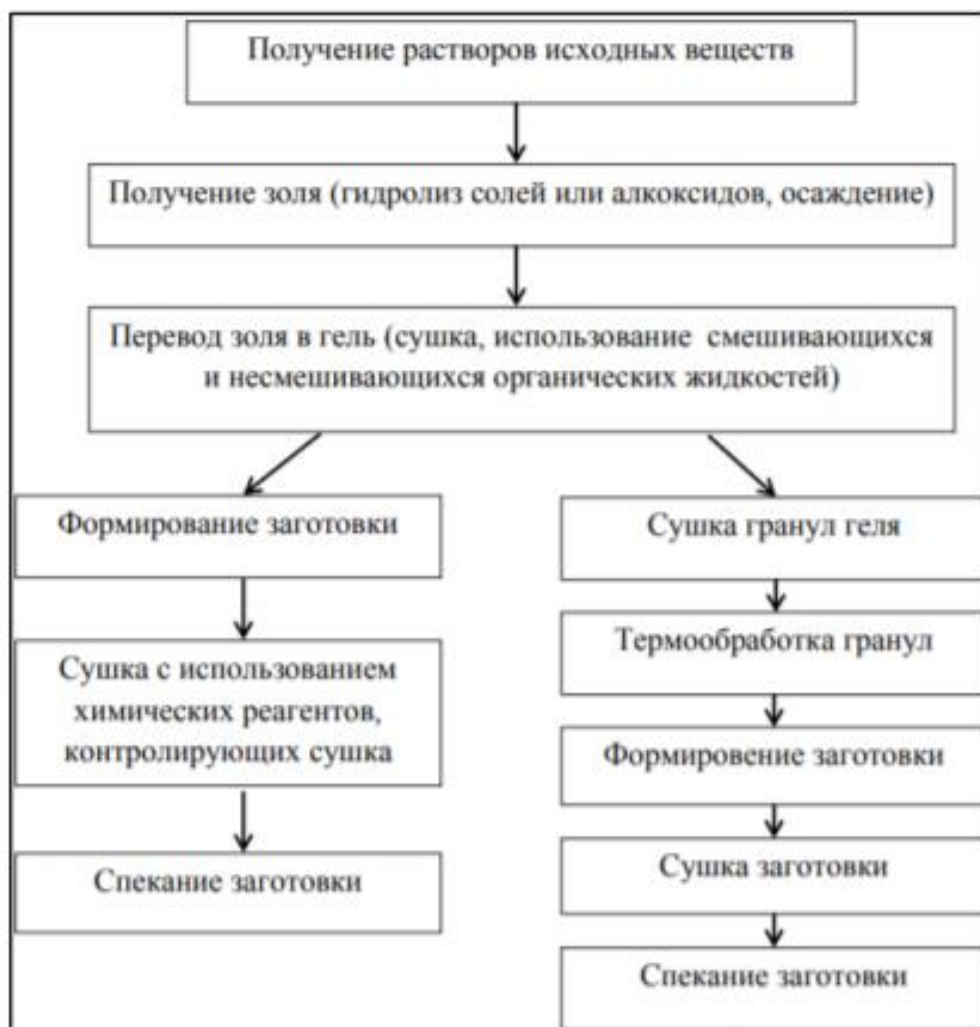 Получение растворов исходных веществ
Получение золя (гидролиз солей или алкоксидов, осаждение)
Перевод золя в гель (сушка, использование смешивающихся
и несмешивающихся органических жидкостей)
Формирование заготовки
Сушка с использованием
химических реагентов,
контролирующих сушка
Спекание заготовки
Сушка гранул геля
Термообработка гранул
Формировение заготовки
Сушка заготовки
Спекание заготовки